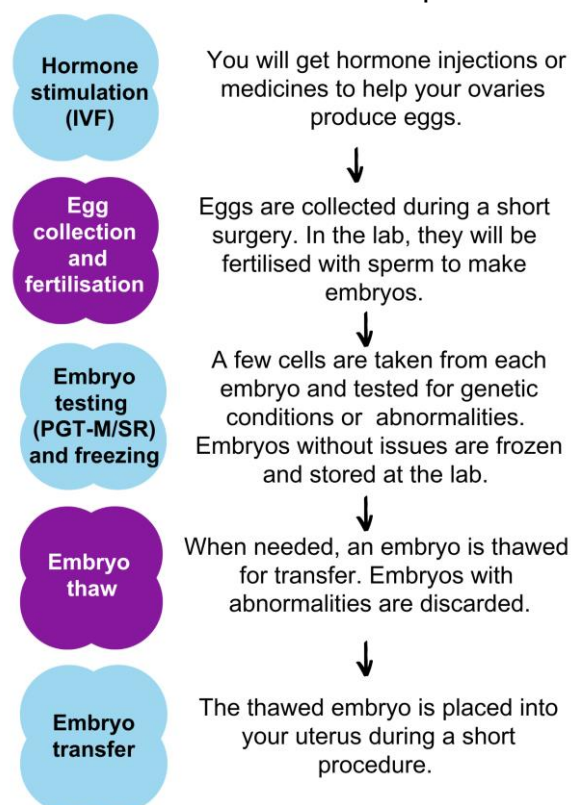 Hormone
stimulation
(IVF)
You will get hormone injections or
medicines to help your ovaries
produce eggs.
Egg
collection
and
fertilisation
Eggs are collected during a short
surgery. In the lab, they will be
fertilised with sperm to make
embryos.
Embryo
testing
(PGT-M/SR)
and freezing
A few cells are taken from each
embryo and tested for genetic
conditions or abnormalities.
Embryos without issues are frozen
and stored at the lab.
Embryo
thaw
When needed, an embryo is thawed
for transfer. Embryos with
abnormalities are discarded.
Embryo
transfer
The thawed embryo is placed into
your uterus during a short
procedure.